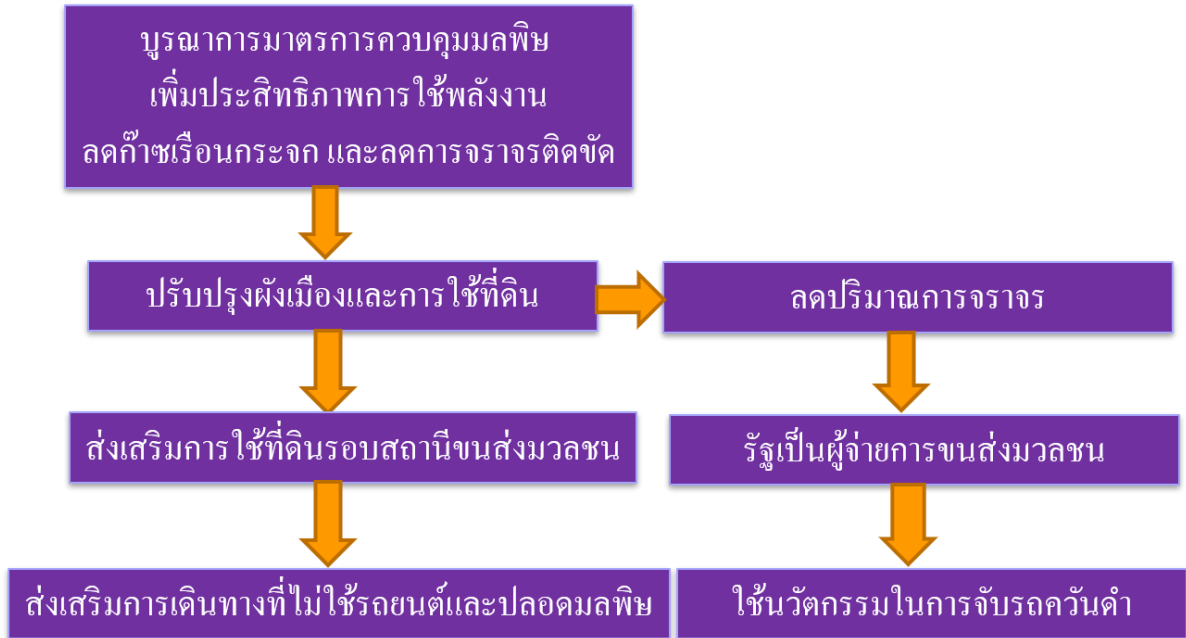 บูรณาการมาตรการควบคุมมลพิษ
เพิ่มประสิทธิภาพการใช้พลังงาน
ลดก๊าซเรือนกระจก และลดการจราจรติดขัด
ปรับปรุงผังเมืองและการใช้ที่ดิน
ลดปริมาณการจราจร
ส่งเสริมการใช้ที่ดินรอบสถานีขนส่งมวลชน
รัฐเป็นผู้จ่ายการขนส่งมวลชน
ส่งเสริมการเดินทางที่ไม่ใช้รถยนต์และปลอดมลพิษ
ใช้นวัตกรรมในการจับรถควันดำ